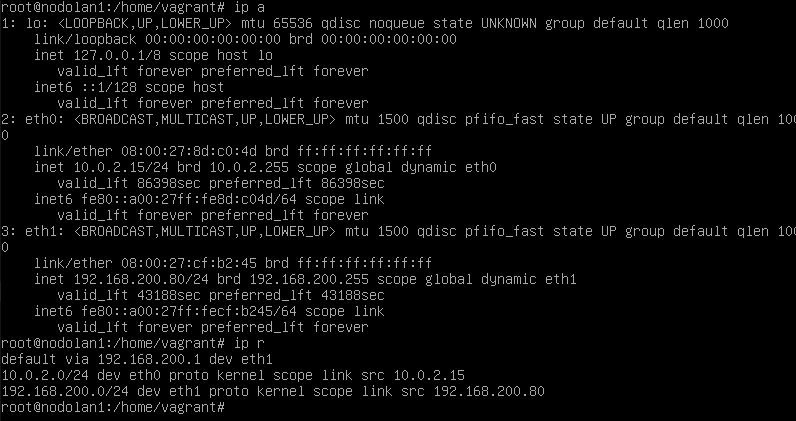 root@nodolan1:/home/vagrant# ip a
1: lo: <LOOPBACK,UP,LOWER_UP> mtu 65536 qdisc noqueue state UNKNOWN group default qlen 1000
    link/loopback 00:00:00:00:00:00 brd 00:00:00:00:00:00
    inet 127.0.0.1/8 scope host lo
       valid_lft forever preferred_lft forever
    inet6 ::1/128 scope host
       valid_lft forever preferred_lft forever
2: eth0: <BROADCAST,MULTICAST,UP,LOWER_UP> mtu 1500 qdisc pfifo_fast state UP group default qlen 100
0
    link/ether 08:00:27:8d:c0:4d brd ff:ff:ff:ff:ff:ff
    inet 10.0.2.15/24 brd 10.0.2.255 scope global dynamic eth0
       valid_lft 86398sec preferred_lft 86398sec
    inet6 fe80::a00:27ff:fe8d:c04d/64 scope link
       valid_lft forever preferred_lft forever
3: eth1: <BROADCAST,MULTICAST,UP,LOWER_UP> mtu 1500 qdisc pfifo_fast state UP group default qlen 100
0
    link/ether 08:00:27:cf:b2:45 brd ff:ff:ff:ff:ff:ff
    inet 192.168.200.80/24 brd 192.168.200.255 scope global dynamic eth1
       valid_lft 43188sec preferred_lft 43188sec
    inet6 fe80::a00:27ff:fecf:b245/64 scope link
       valid_lft forever preferred_lft forever
root@nodolan1:/home/vagrant# ip r
default via 192.168.200.1 dev eth1
10.0.2.0/24 dev eth0 proto kernel scope link src 10.0.2.15
192.168.200.0/24 dev eth1 proto kernel scope link src 192.168.200.80
root@nodolan1:/home/vagrant#